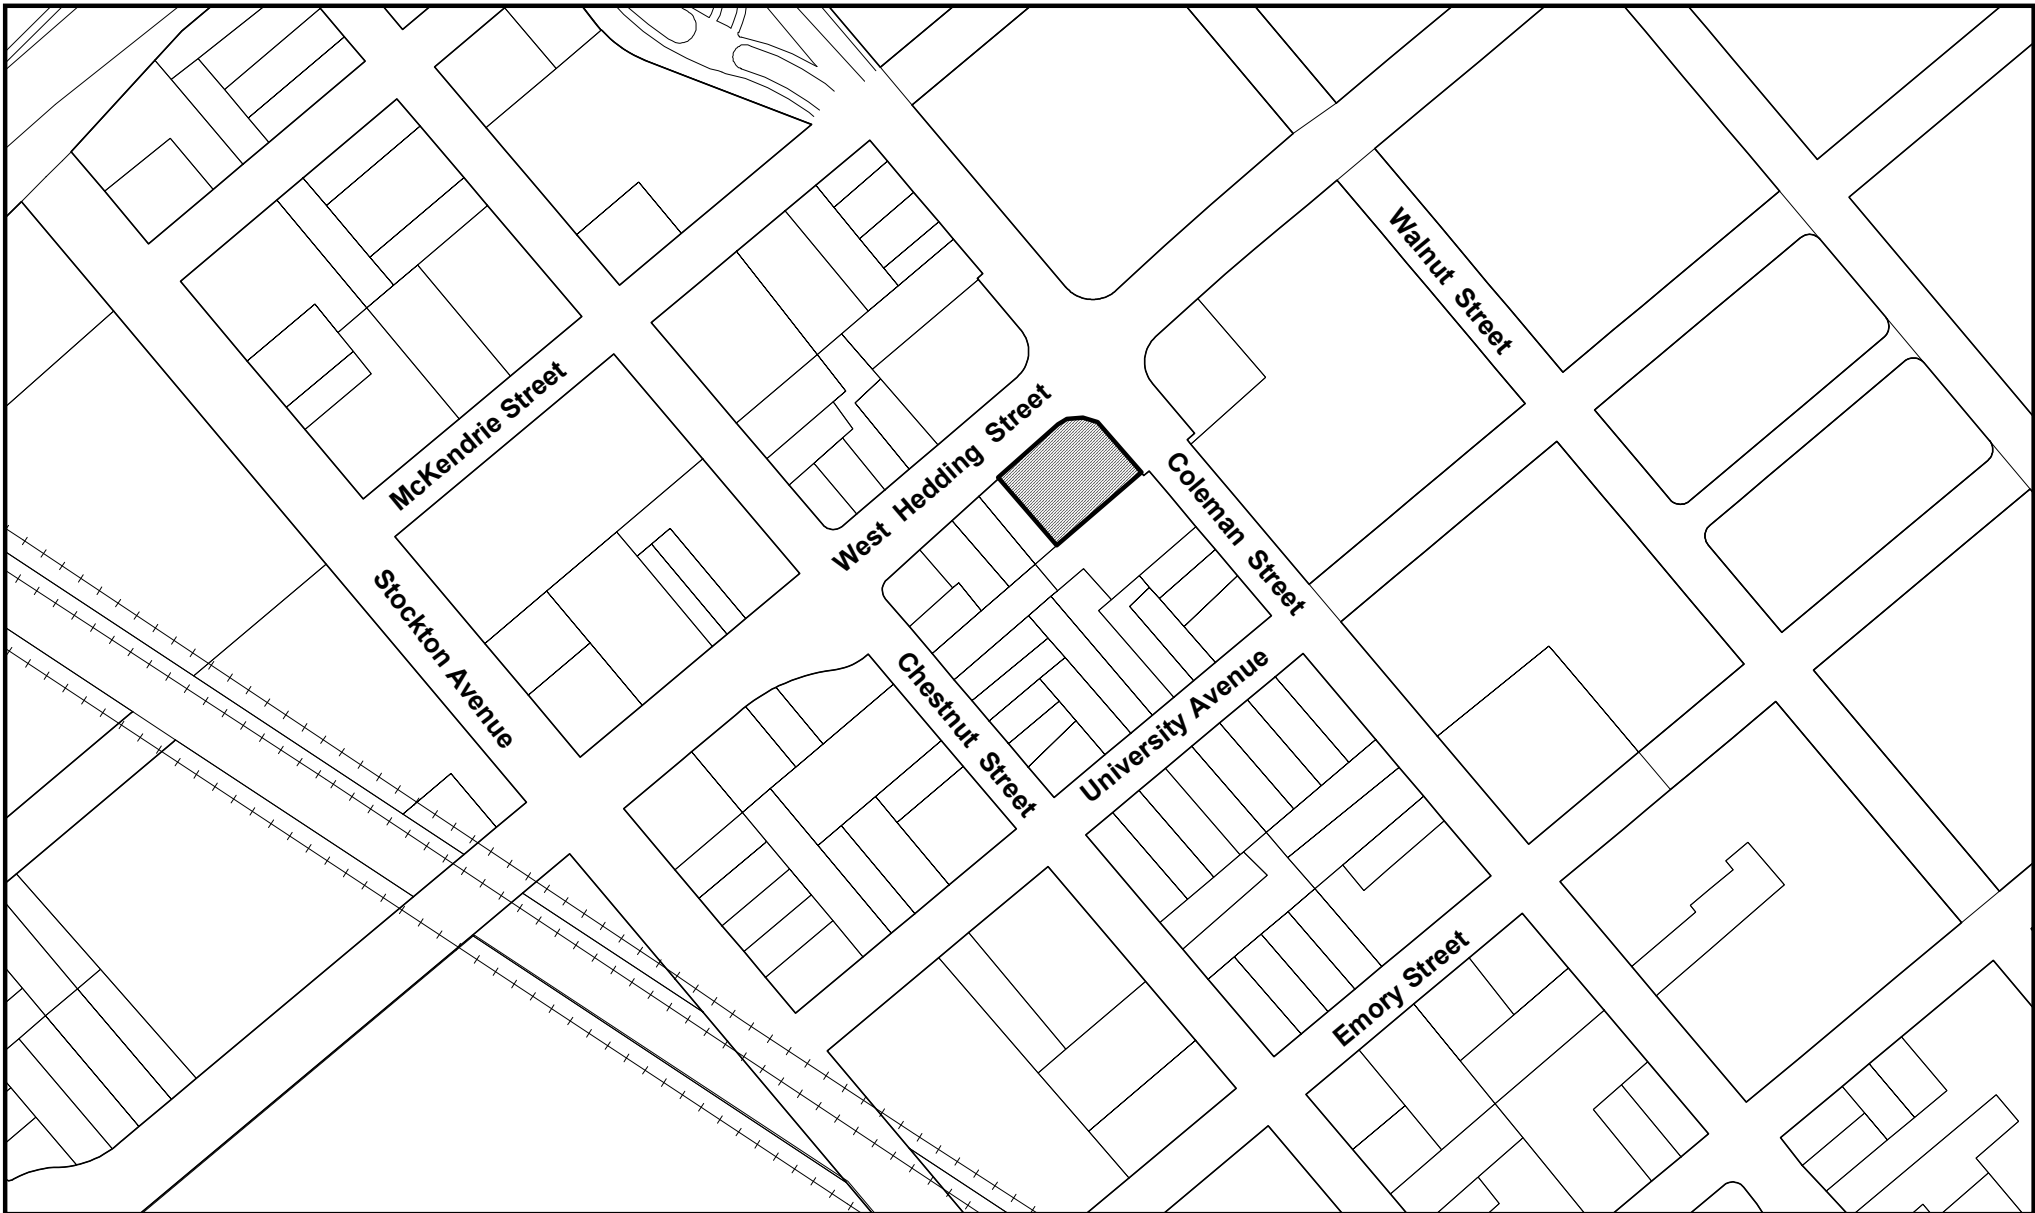 Walnut Street
McKendrie Street
West Hedding Street
Coleman Street
Stockton Avenue
Chestnut Street
University Avenue
Emory Street